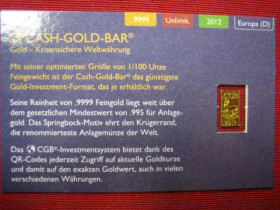 .9999 Unlimit. 2012 Europs (D)
CASH-GOLD-BAR®
Gold – Krisensichere Weltwährung
Mit seiner optimierten Größe von 1/100 Unze
Feingewicht ist der Cash-Gold-Bar® das günstigste
Gold-Investment-Format, das je erhältlich war.
Seine Reinheit von .9999 Feingold liegt weit über
dem gesetzlichen Mindestwert von .995 für Anlage-
gold. Das Springbock-Motiv ehrt den Krügerrand,
die renommierteste Anlagemünze der Welt.
Das CGB®-Investmentsystem bietet dank des
QR-Codes jederzeit Zugriff auf aktuelle Goldkurse
und damit auf den exakten Goldwert, auch in vielen
verschiedenen Währungen.
CGB